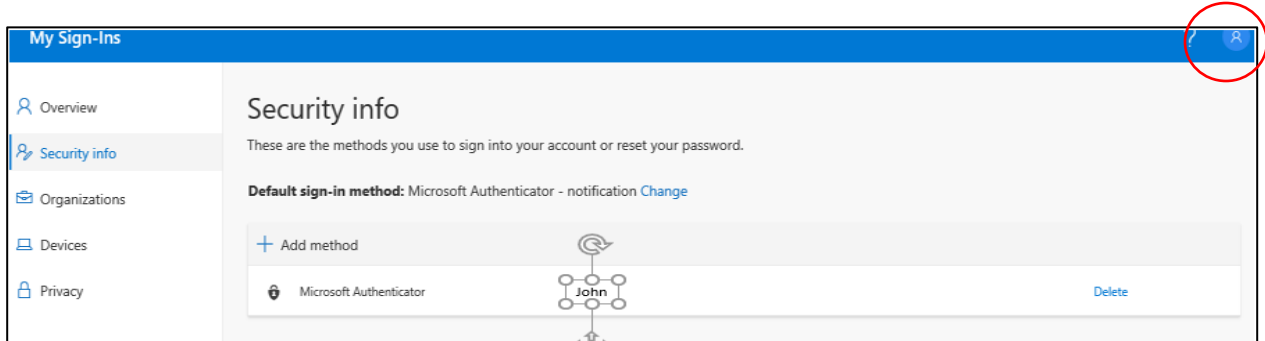 My Sign-Ins ?
Overview
Security info
Organizations
Devices
Privacy
Security info
These are the methods you use to sign into your account or reset your password.
Default sign-in method: Microsoft Authenticator - notification Change
+ Add method
Microsoft Authenticator John Delete